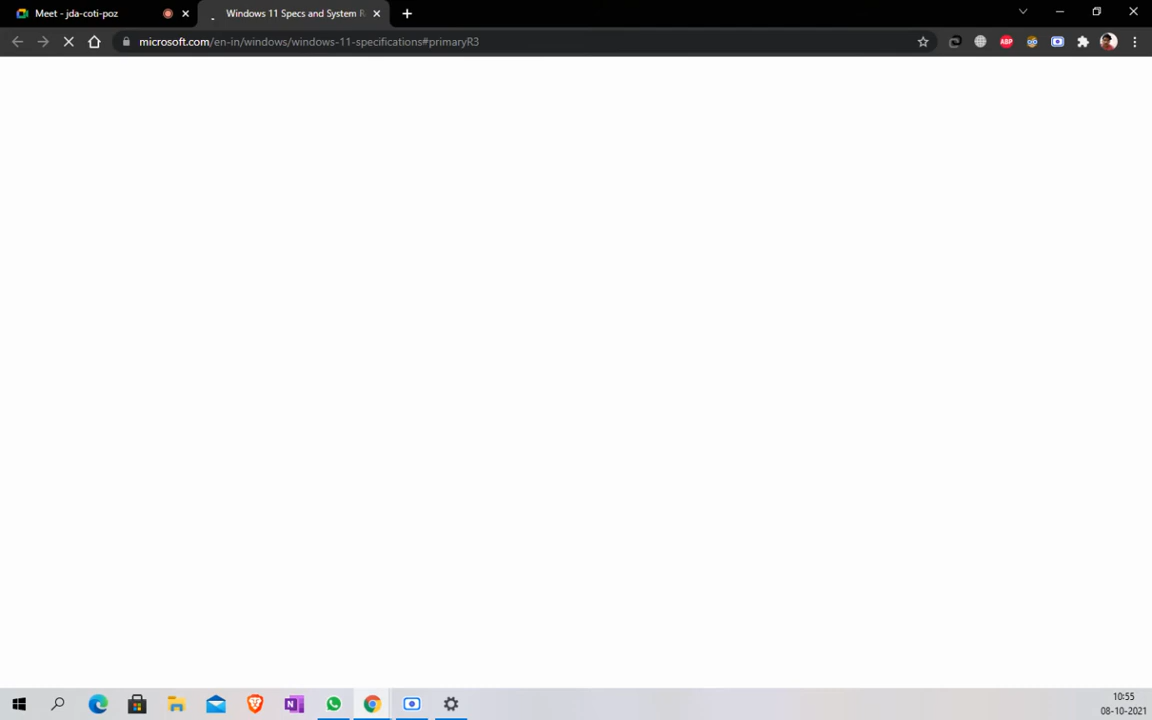 Meet - jda-coti-poz
Windows 11 Specs and System R
microsoft.com/en-in/windows/windows-11-specifications#primaryR3
ABP
N
10:55
08-10-2021